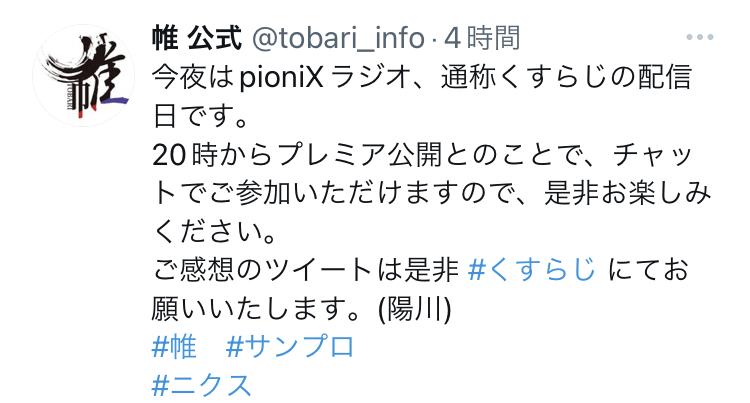 帷 公式 @tobari_info · 4時間
今夜はpioniXラジオ、通称くすらじの配信
日です。
20時からプレミア公開とのことで、チャッ
トでご参加いただけますので、是非お楽しみ
ください。
ご感想のツイートは是非 #くすらじ にてお
願いいたします。(陽川)
#帷　#サンプロ
#ニクス
帷
TOBARI